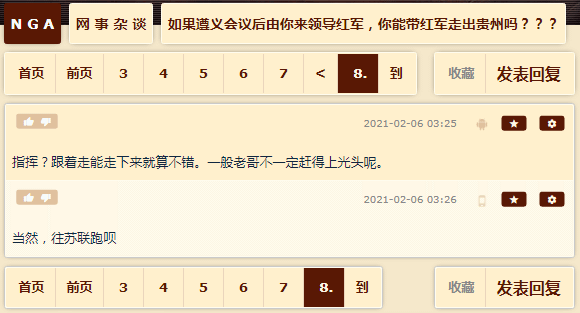 NGA 网事杂谈 如果遵义会议后由你来领导红军，你能带红军走出贵州吗？？？
首页 前页 3 4 5 6 7 < 8. 到 收藏 发表回复
2021-02-06 03:25
指挥？跟着走能走下来就算不错。一般老哥不一定赶得上光头呢。
2021-02-06 03:26
当然，往苏联跑呗
首页 前页 3 4 5 6 7 8. 到 收藏 发表回复